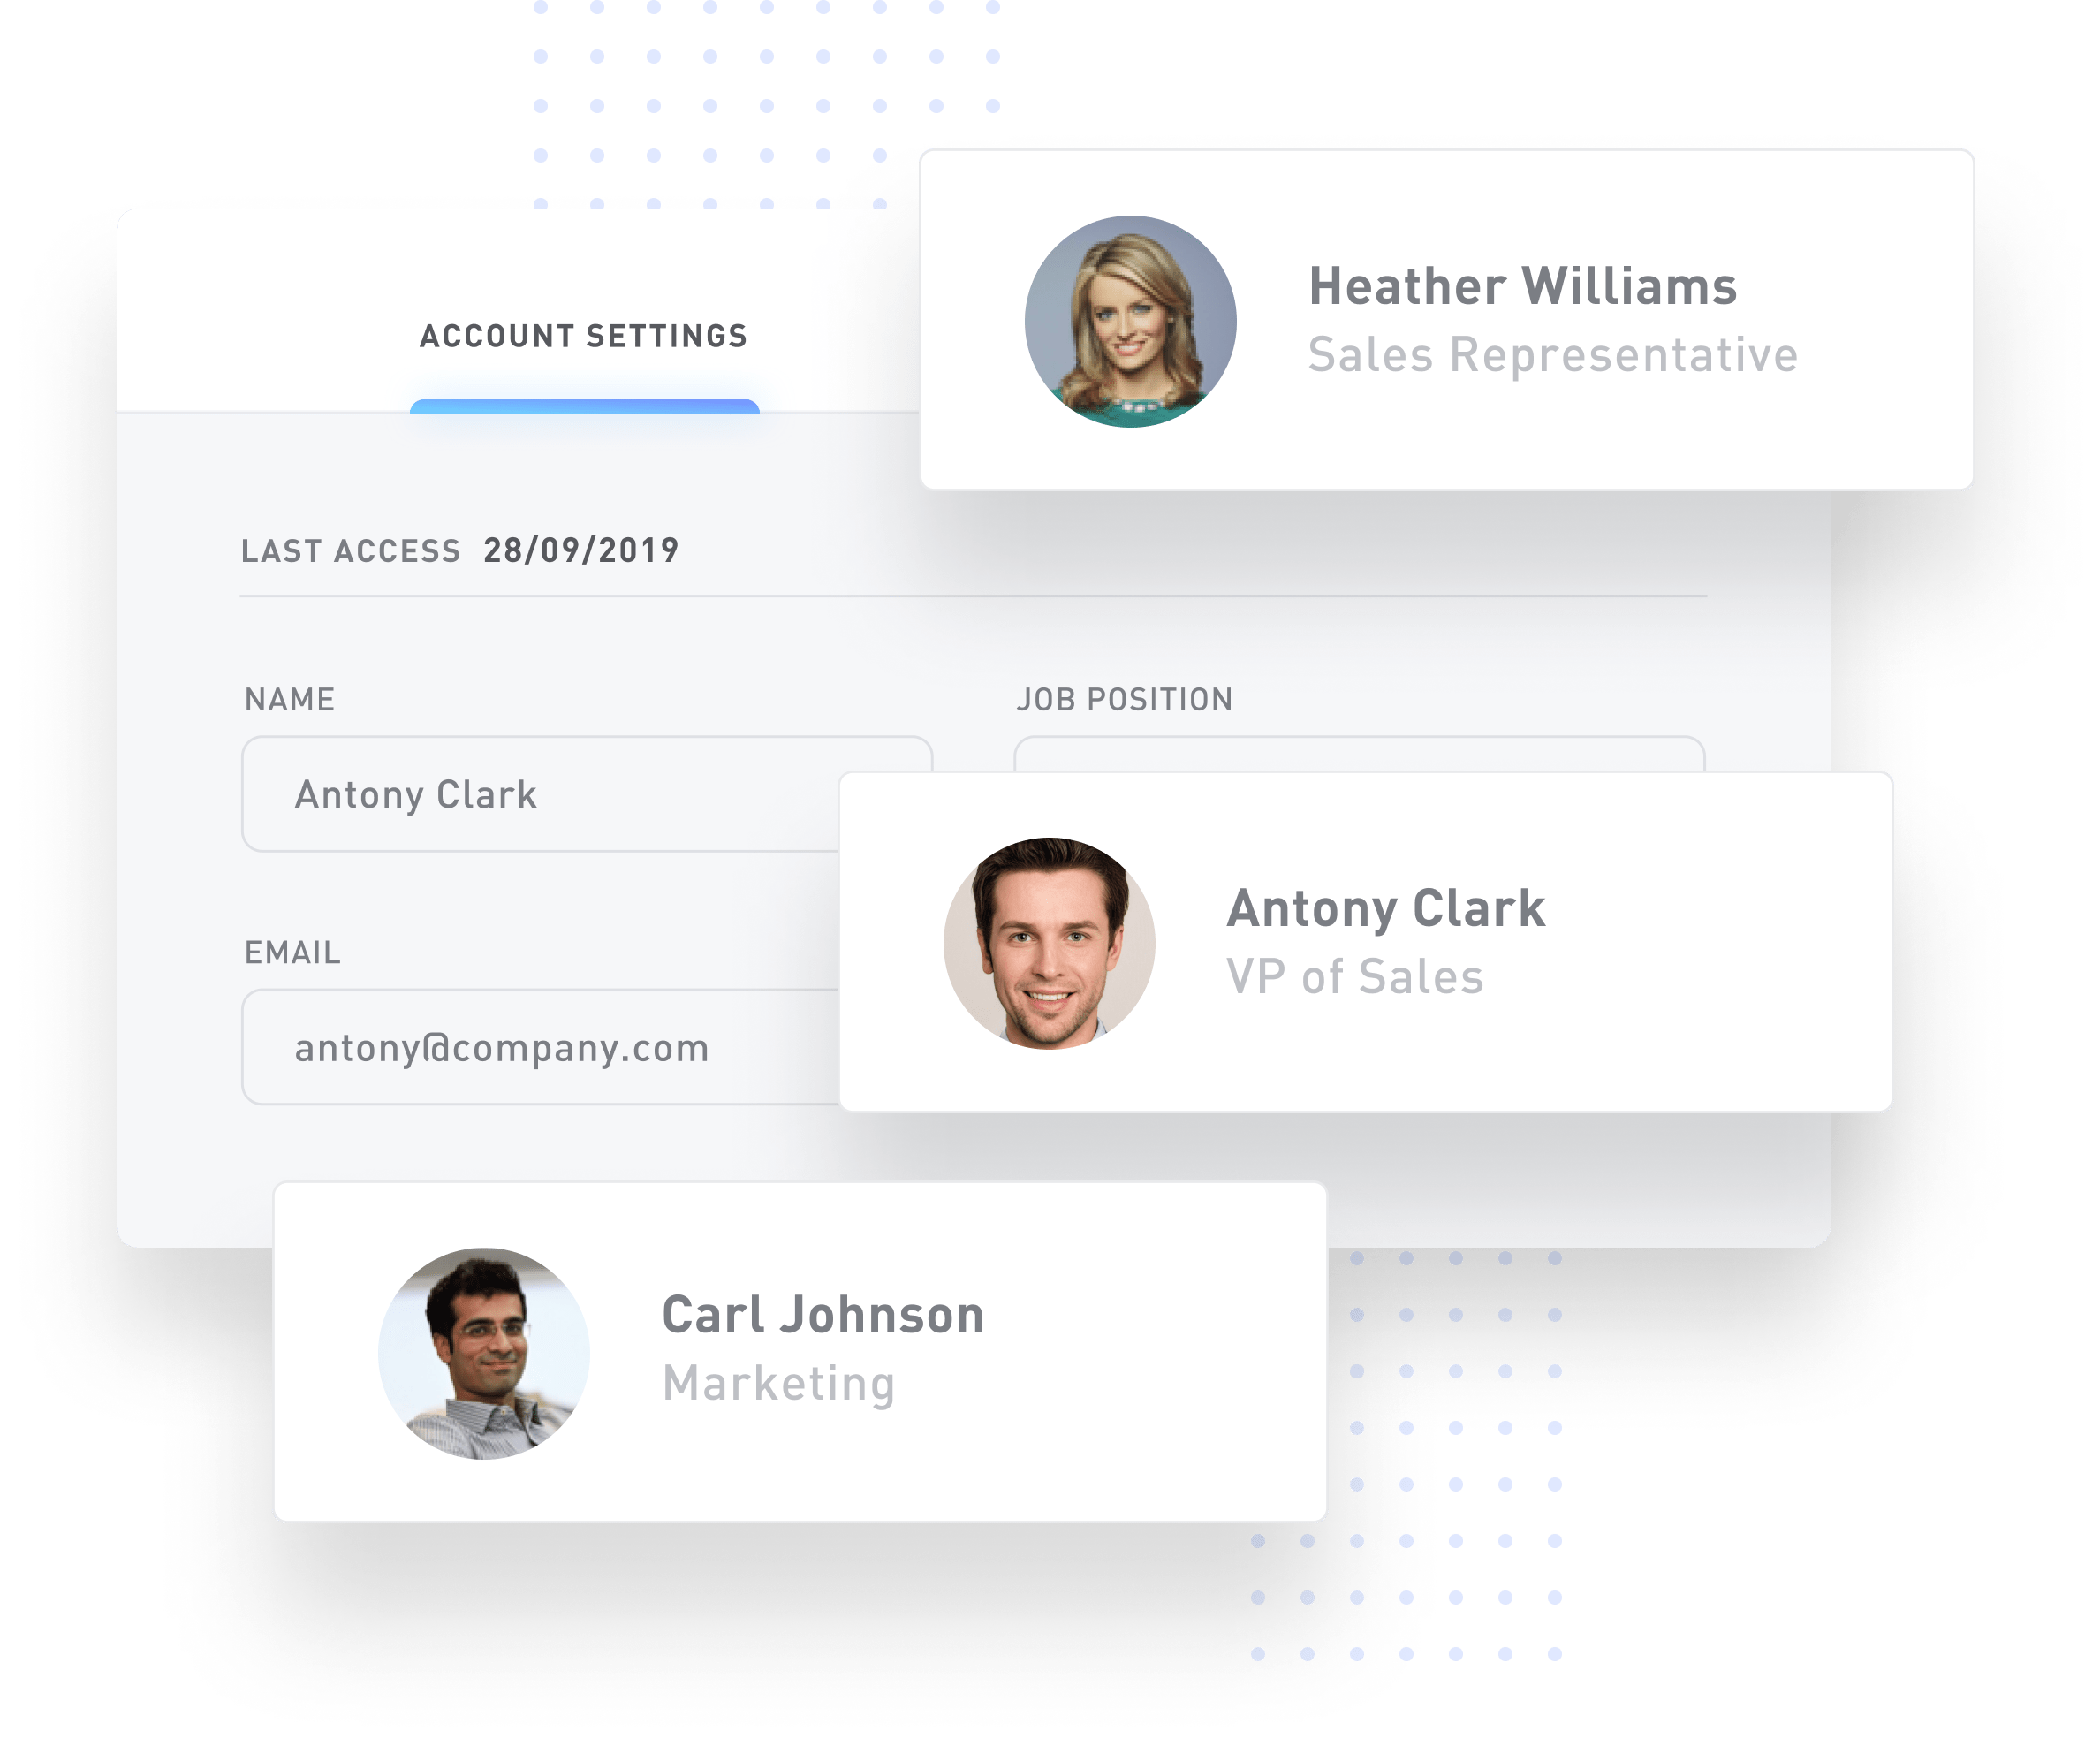 Heather Williams
Sales Representative
ACCOUNT SETTINGS
LAST ACCESS 28/09/2019
NAME
JOB POSITION
Antony Clark
Antony Clark
VP of Sales
EMAIL
antony@company.com
Carl Johnson
Marketing